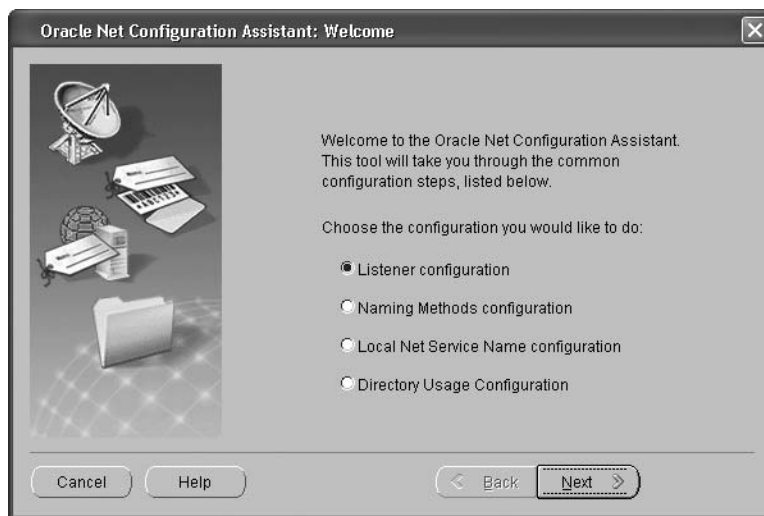 Oracle Net Configuration Assistant: Welcome
Welcome to the Oracle Net Configuration Assistant.
This tool will take you through the common
configuration steps, listed below.
Choose the configuration you would like to do:
Listener configuration
Naming Methods configuration
Local Net Service Name configuration
Directory Usage Configuration
Cancel
Help
Back
Next